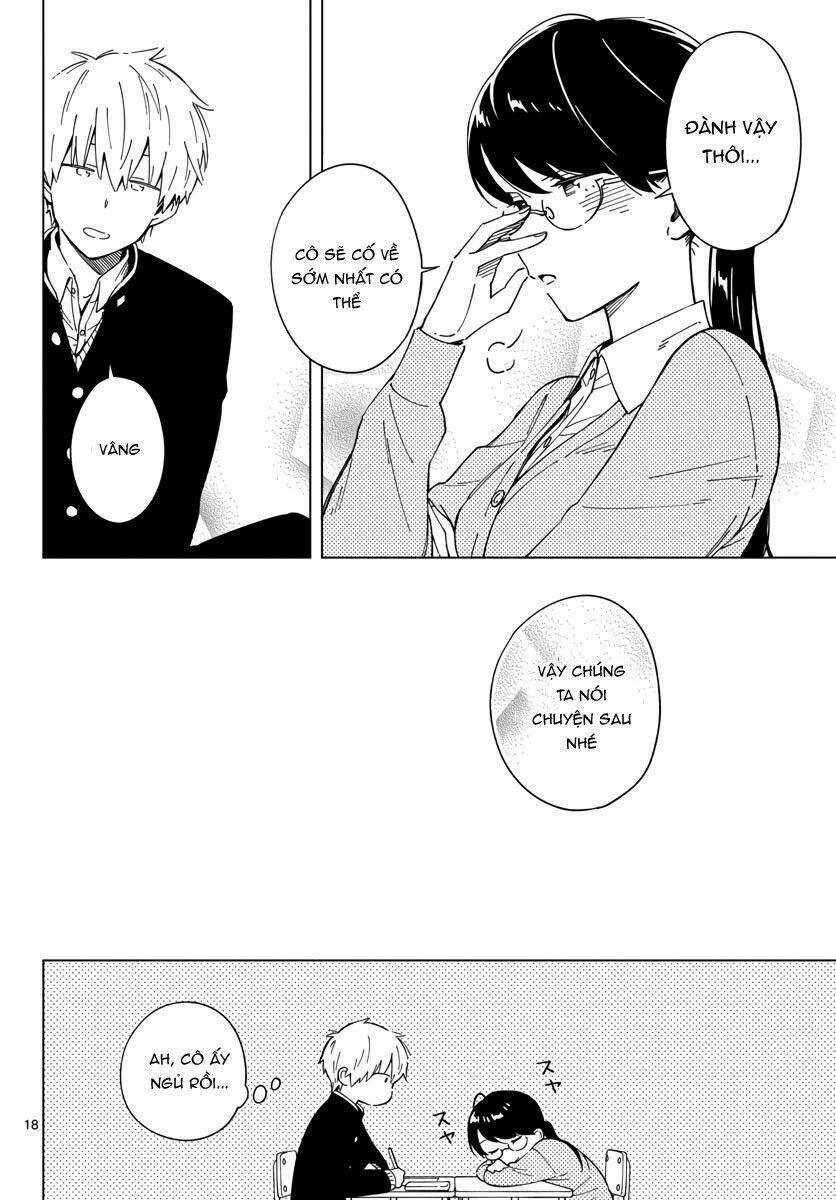 ĐÀNH VẬY
THÔI...
CÔ SẼ CỐ VỀ
SỚM NHẤT CÓ
THỂ
VÂNG
VẬY CHÚNG
TA NÓI
CHUYỆN SAU
NHÉ
AH, CÔ ẤY
NGỦ RỒI...
スヤ
スヤ
18